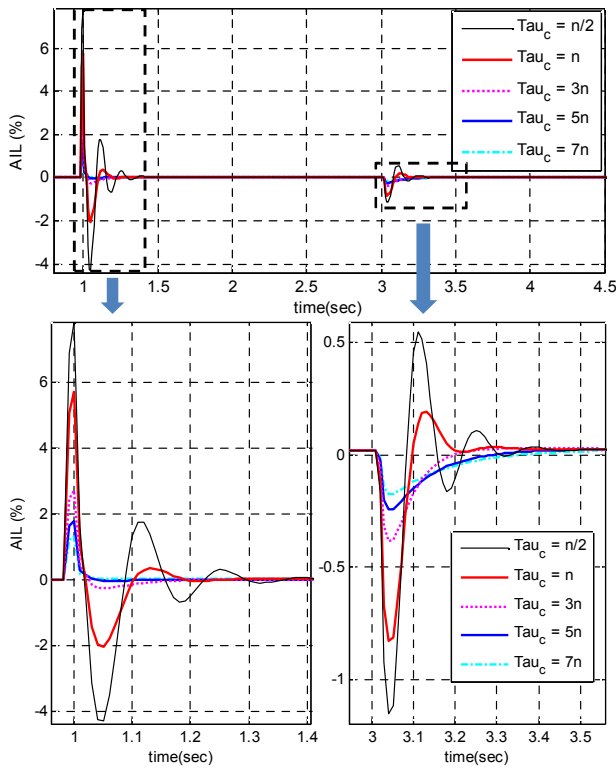 8
6
4
2
0
-2
-4
AIL (%)
1
1.5
2
2.5
3
3.5
4
4.5
time(sec)
Tau_c = n/2
Tau_c = n
Tau_c = 3n
Tau_c = 5n
Tau_c = 7n
6
4
2
0
-2
-4
AIL (%)
1
1.1
1.2
1.3
1.4
time(sec)
0.5
0
-0.5
-1
3
3.1
3.2
3.3
3.4
3.5
time(sec)
Tau_c = n/2
Tau_c = n
Tau_c = 3n
Tau_c = 5n
Tau_c = 7n